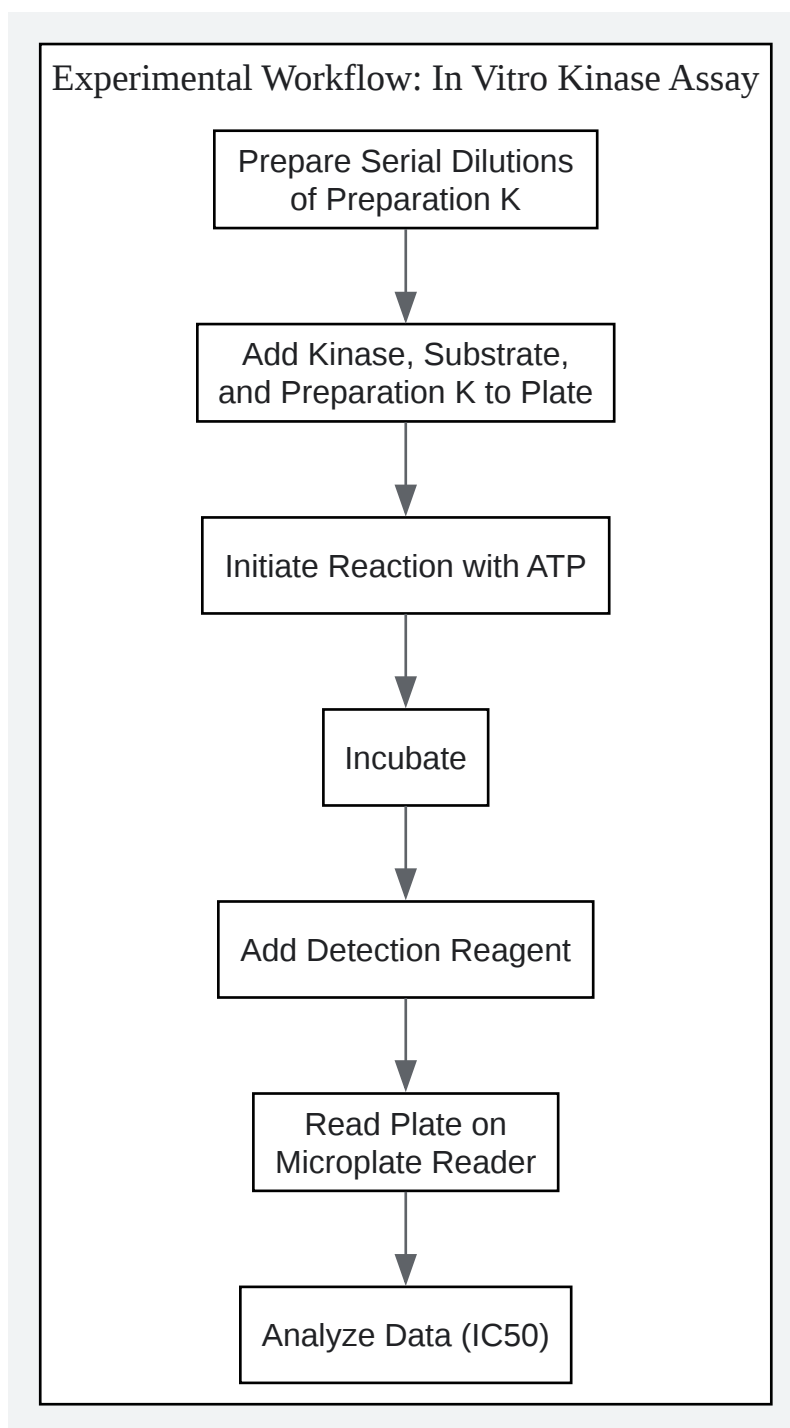 Experimental Workflow: In Vitro Kinase Assay
Prepare Serial Dilutions
of Preparation K
Add Kinase, Substrate,
and Preparation K to Plate
Initiate Reaction with ATP
Incubate
Add Detection Reagent
Read Plate on
Microplate Reader
Analyze Data (IC50)